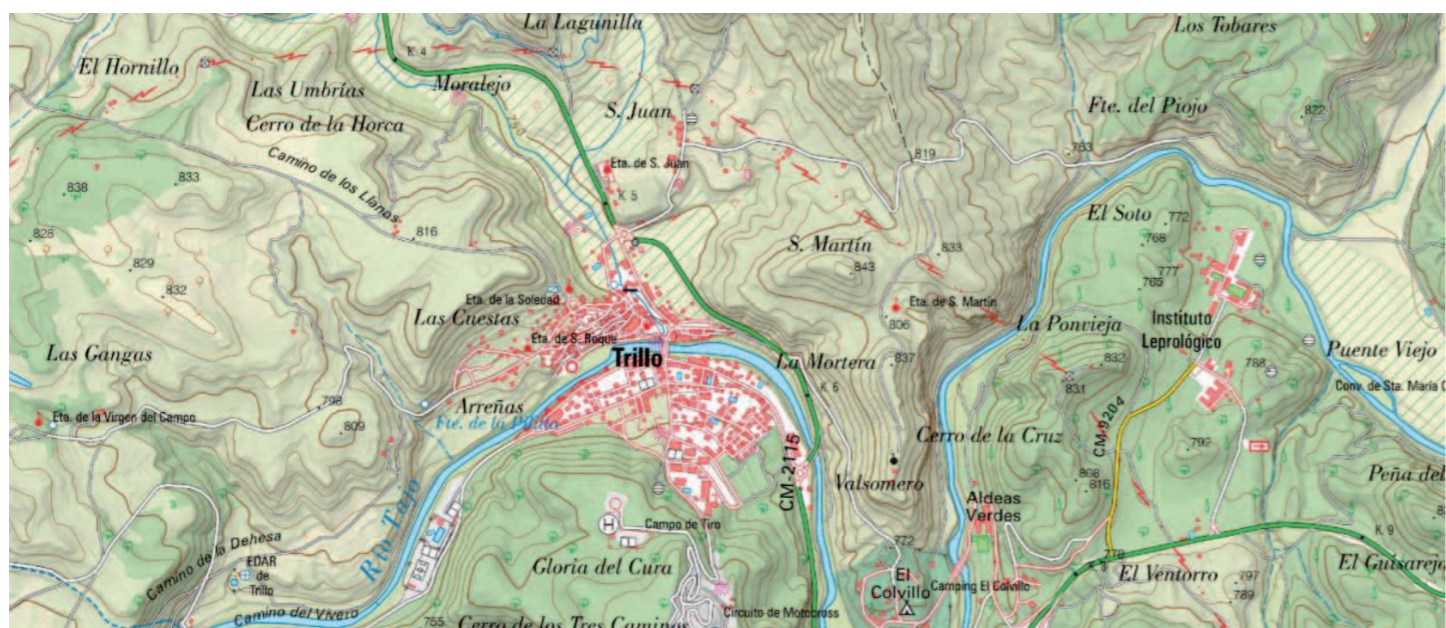 La Lagunilla
Los Tobares
K 4
El Hornillo
Las Umbrías
Moralejo
Cerro de la Horca
S. Juan
Fte. del Piojo
822
750
763
819
Camino de los Llanos
Eta. de S. Juan
K 5
838
833
El Soto
772
768
828
816
S. Martín
833
777
765
829
843
832
Eta. de la Soledad
Eta. de S. Martín
Las Cuestas
806
La Ponvieja
Instituto
Leprológico
Eta. de S. Roque
Trillo
Las Gangas
La Mortera
837
832
788
Puente Viejo
831
K 6
Conv. de Sta. María
798
Arreñas
Eta. de la Virgen del Campo
809
CM-9204
Cerro de la Cruz
792
CM-2115
868
816
Valsomero
Peña del
Río Tajo
Aldeas
Verdes
Campo de Tiro
H
K 9
Camino de la Dehesa
772
778
EDAR
de
Trillo
Gloria del Cura
El
Colvillo
Camping El Colvillo
El Ventorro
797
789
Camino del Vivero
755
Circuito de Motocross
Cerro de los Tres Caminos